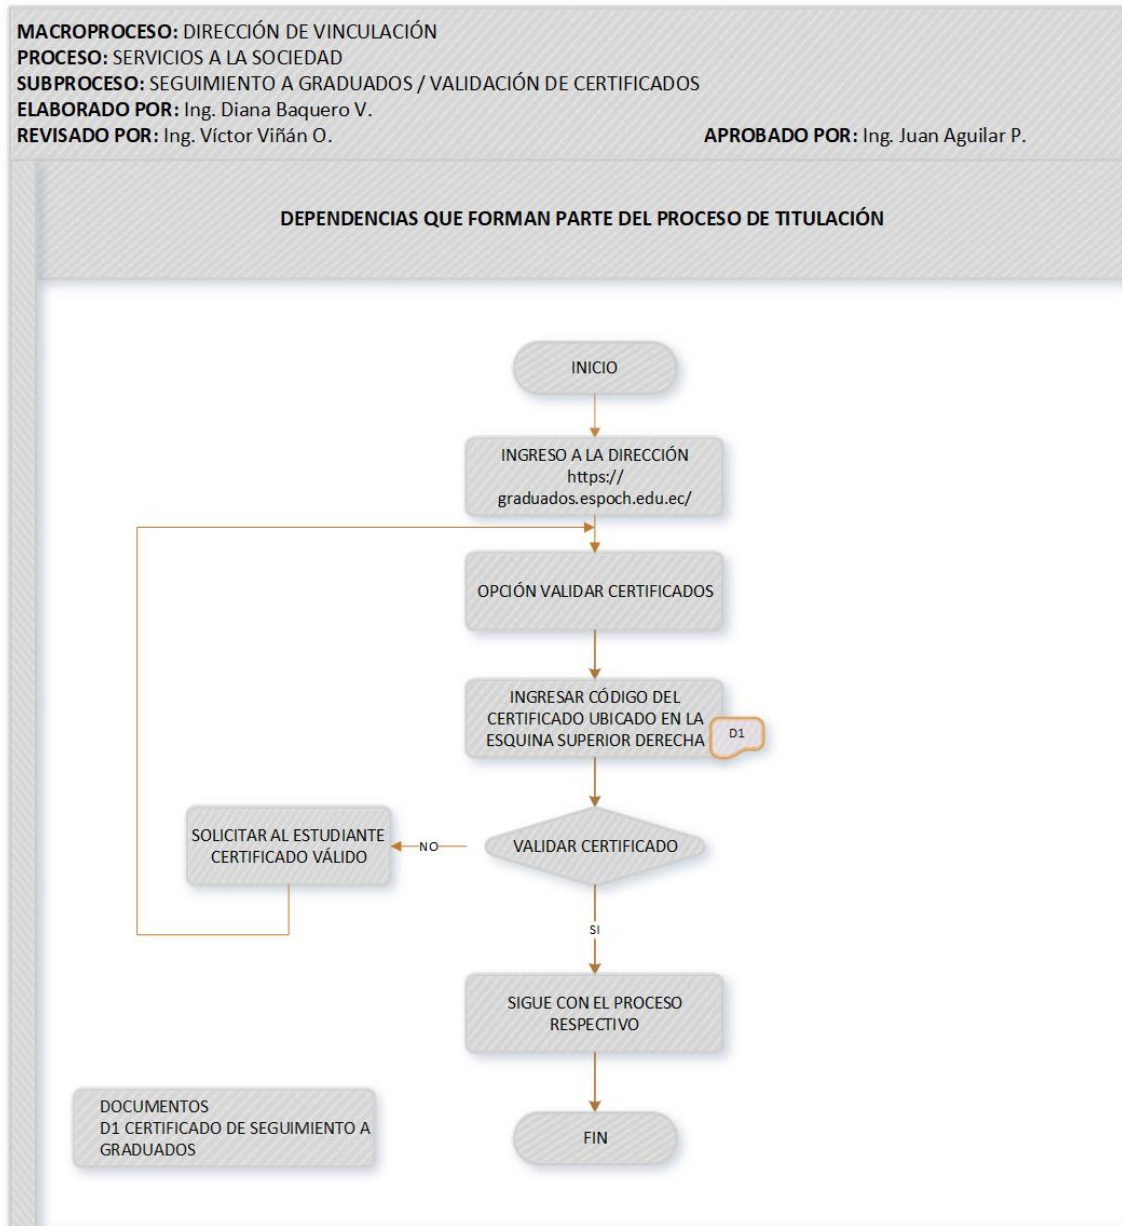 MACROPROCESO: DIRECCIÓN DE VINCULACIÓN
PROCESO: SERVICIOS A LA SOCIEDAD
SUBPROCESO: SEGUIMIENTO A GRADUADOS / VALIDACIÓN DE CERTIFICADOS
ELABORADO POR: Ing. Diana Baquero V.
REVISADO POR: Ing. Víctor Viñán O. APROBADO POR: Ing. Juan Aguilar P.
DEPENDENCIAS QUE FORMAN PARTE DEL PROCESO DE TITULACIÓN
INICIO
INGRESO A LA DIRECCIÓN
https://
graduados.espoch.edu.ec/
OPCIÓN VALIDAR CERTIFICADOS
INGRESAR CÓDIGO DEL
CERTIFICADO UBICADO EN LA
ESQUINA SUPERIOR DERECHA
D1
SOLICITAR AL ESTUDIANTE
CERTIFICADO VÁLIDO
NO
VALIDAR CERTIFICADO
SI
SIGUE CON EL PROCESO
RESPECTIVO
DOCUMENTOS
D1 CERTIFICADO DE SEGUIMIENTO A
GRADUADOS
FIN